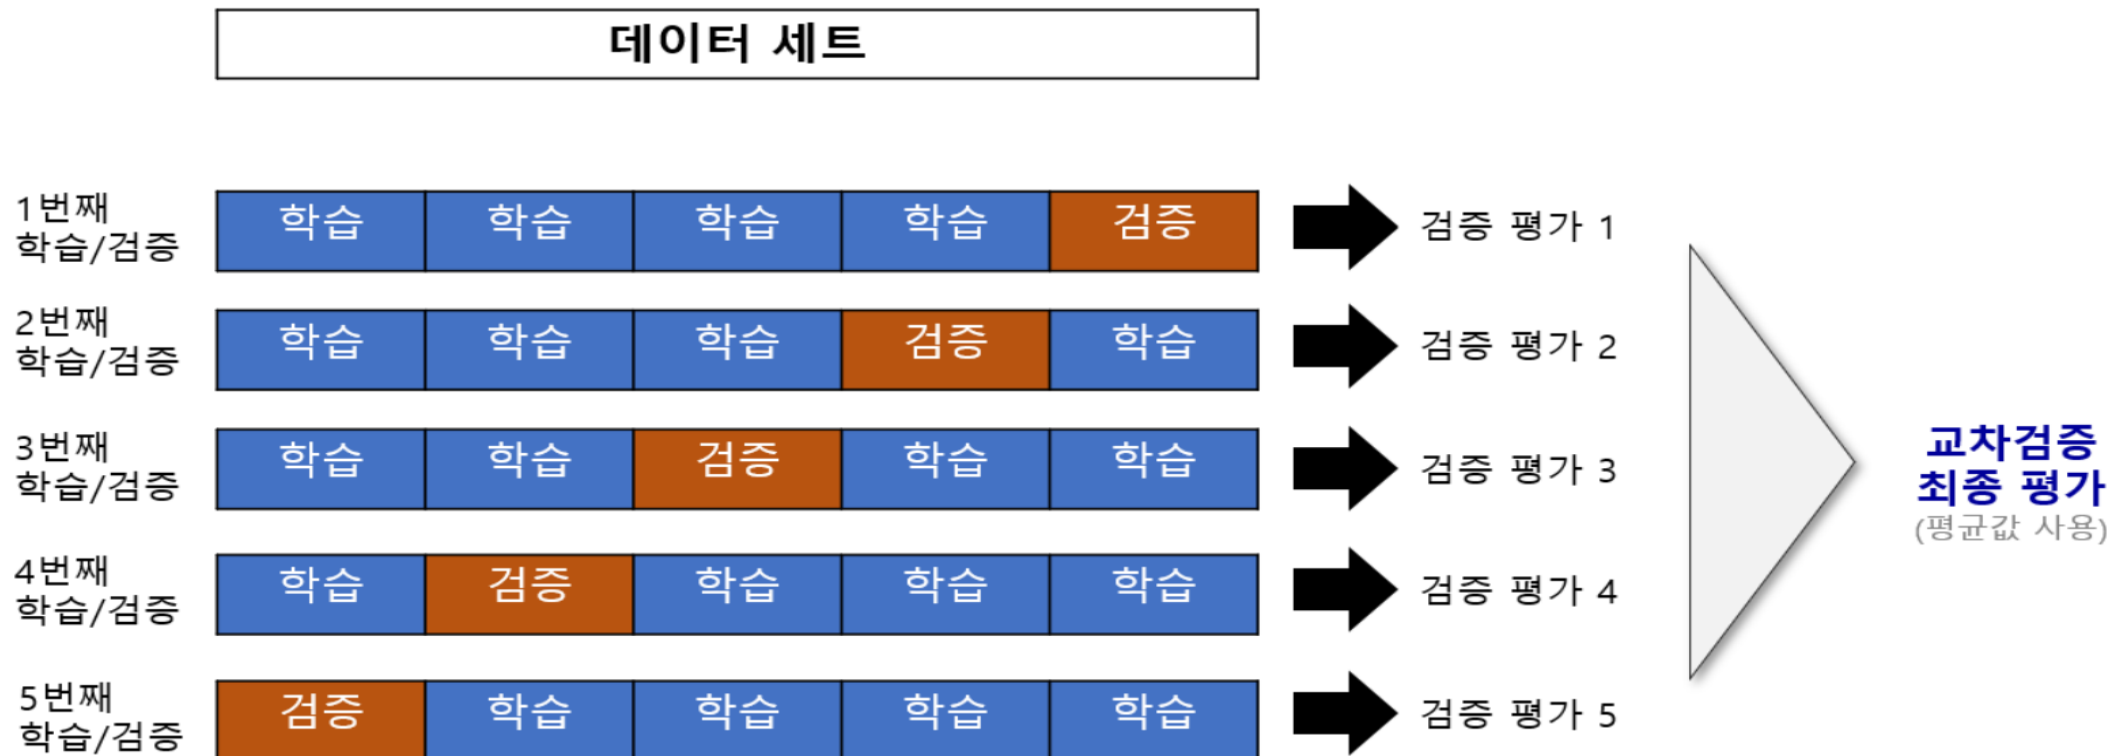 데이터 세트
1번째
학습/검증
학습 학습 학습 학습 검증
검증 평가 1
2번째
학습/검증
학습 학습 학습 검증 학습
검증 평가 2
3번째
학습/검증
학습 학습 검증 학습 학습
검증 평가 3
4번째
학습/검증
학습 검증 학습 학습 학습
검증 평가 4
5번째
학습/검증
검증 학습 학습 학습 학습
검증 평가 5
교차검증
최종 평가
(평균값 사용)